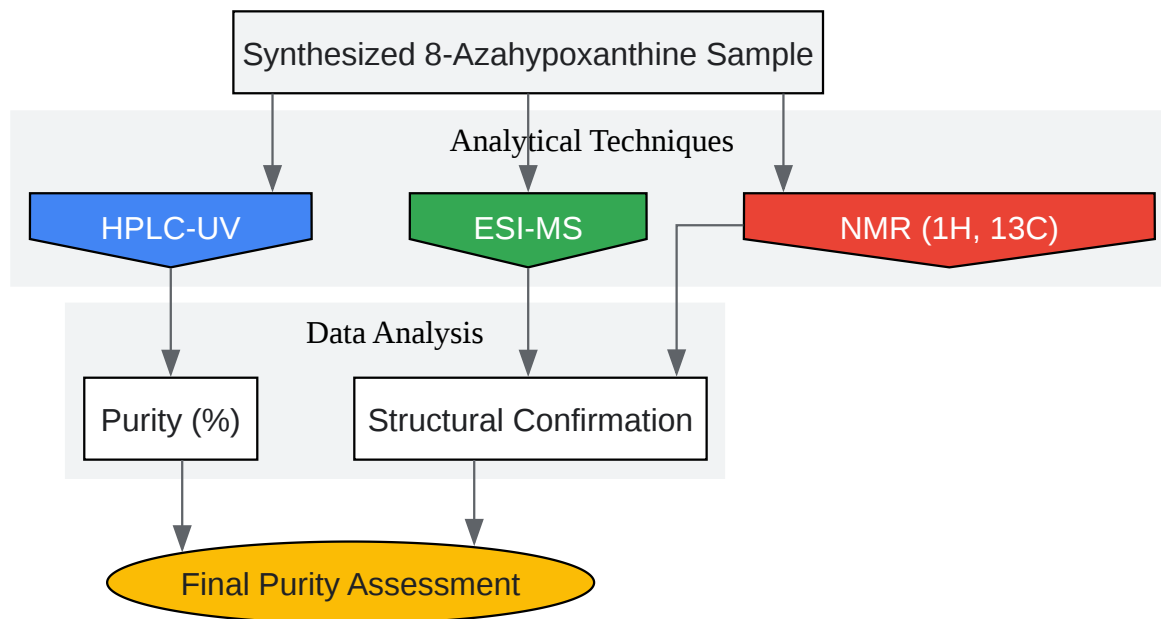 Synthesized 8-Azahypoxanthine Sample
Analytical Techniques
HPLC-UV
ESI-MS
NMR (1H, 13C)
Data Analysis
Purity (%)
Structural Confirmation
Final Purity Assessment